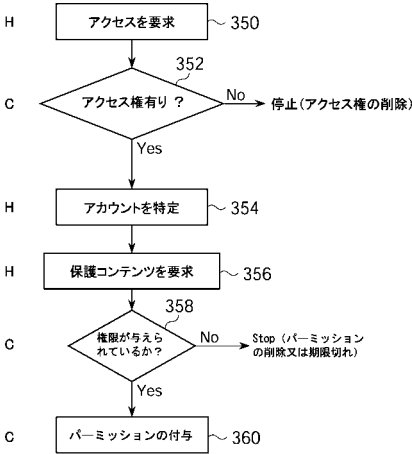 H アクセスを要求 350
352
C アクセス権有り ? No 停止(アクセス権の削除)
Yes
H アカウントを特定 354
H 保護コンテンツを要求 356
358
権限が与えら
C れているか? No Stop (パーミッション
の削除又は期限切れ)
Yes
C パーミッションの付与 360